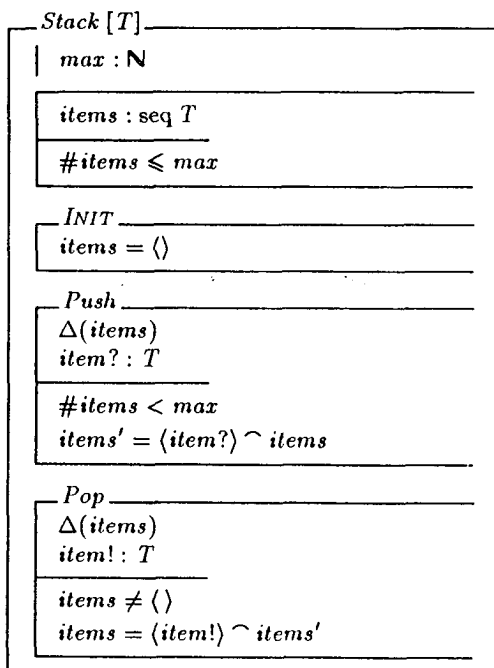 Stack [T]
max : N
items : seq T
#items ⩽ max
INIT
items = ⟨⟩
Push
Δ(items)
item? : T
#items < max
items′ = ⟨item?⟩ ⌢ items
Pop
Δ(items)
item! : T
items ≠ ⟨ ⟩
items = ⟨item!⟩ ⌢ items′